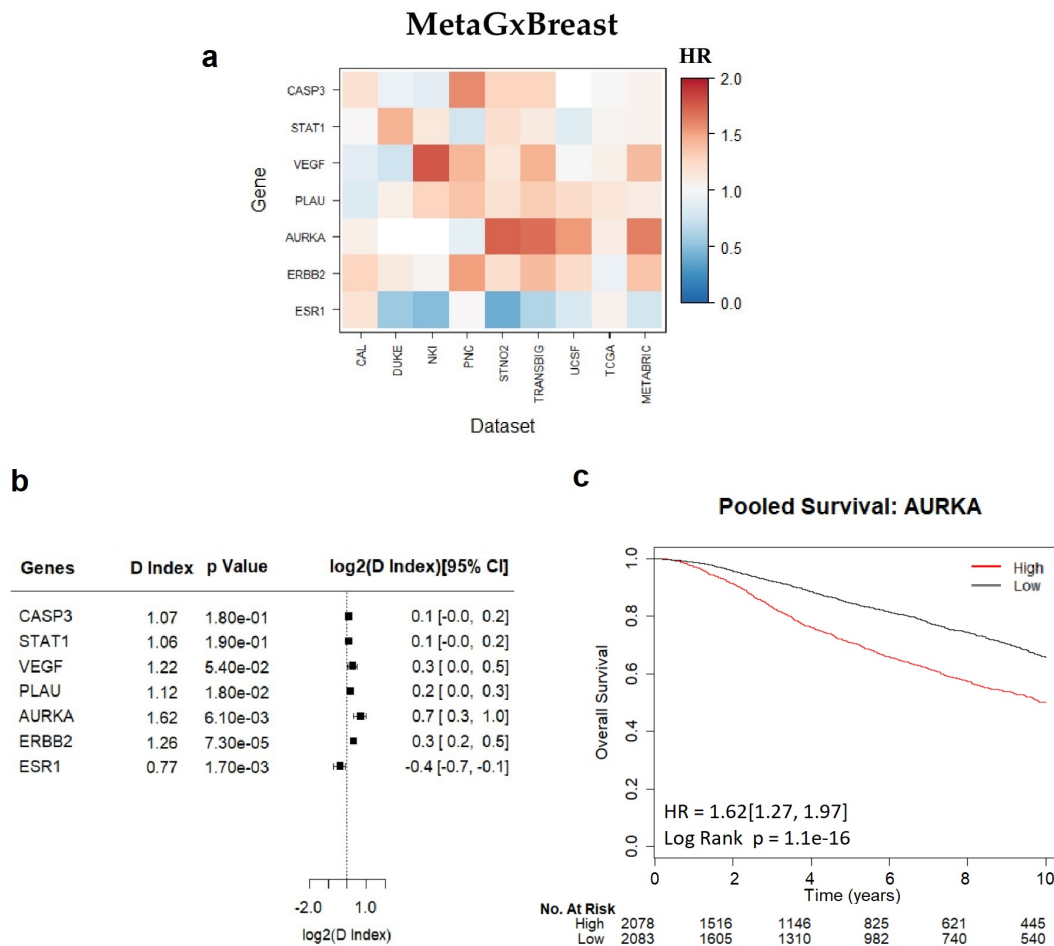 MetaGxBreast
a
HR
Gene
CASP3
STAT1
VEGF
PLAU
AURKA
ERBB2
ESR1
2.0
1.5
1.0
0.5
0.0
CAL
DUKE
NKI
PNC
STNO2
TRANSBIG
UCSF
TCGA
METABRIC
Dataset
b
Genes D Index p Value log2(D Index)[95% CI]
CASP3 1.07 1.80e-01 0.1 [-0.0, 0.2]
STAT1 1.06 1.90e-01 0.1 [-0.0, 0.2]
VEGF 1.22 5.40e-02 0.3 [0.0, 0.5]
PLAU 1.12 1.80e-02 0.2 [0.0, 0.3]
AURKA 1.62 6.10e-03 0.7 [ 0.3, 1.0]
ERBB2 1.26 7.30e-05 0.3 [ 0.2, 0.5]
ESR1 0.77 1.70e-03 -0.4 [-0.7, -0.1]
-2.0 1.0
log2(D Index)
c
Pooled Survival: AURKA
Overall Survival
1.0
0.8
0.6
0.4
0.2
0.0
High
Low
HR = 1.62[1.27, 1.97]
Log Rank p = 1.1e-16
0 2 4 6 8 10
Time (years)
No. At Risk
High 2078 1516 1146 825 621 445
Low 2083 1605 1310 982 740 540